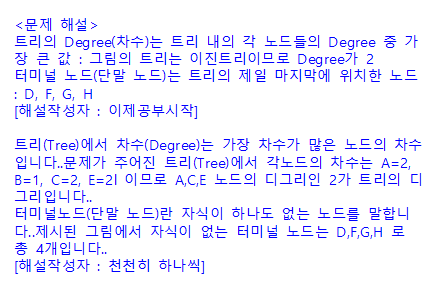 <문제 해설>
트리의 Degree(차수)는 트리 내의 각 노드들의 Degree 중 가
장 큰 값 : 그림의 트리는 이진트리이므로 Degree가 2
터미널 노드(단말 노드)는 트리의 제일 마지막에 위치한 노드
: D, F, G, H
[해설작성자 : 이제공부시작]

트리(Tree)에서 차수(Degree)는 가장 차수가 많은 노드의 차수
입니다..문제가 주어진 트리(Tree)에서 각노드의 차수는 A=2,
B=1, C=2, E=2l 이므로 A,C,E 노드의 디그리인 2가 트리의 디
그리입니다..
터미널노드(단말 노드)란 자식이 하나도 없는 노드를 말합니
다..제시된 그림에서 자식이 없는 터미널 노드는 D,F,G,H 로
총 4개입니다..
[해설작성자 : 천천히 하나씩]